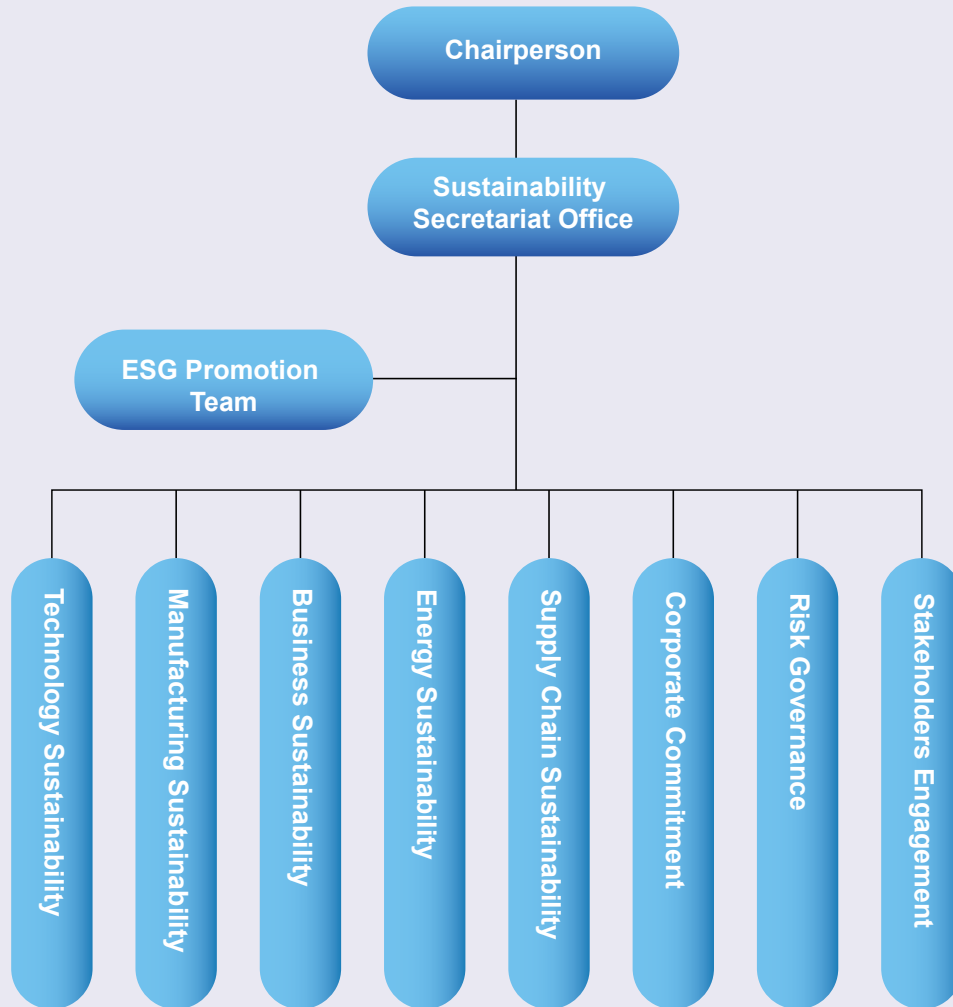 Chairperson
Sustainability
Secretariat Office
ESG Promotion
Team
Technology Sustainability
Manufacturing Sustainability
Business Sustainability
Energy Sustainability
Supply Chain Sustainability
Corporate Commitment
Risk Governance
Stakeholders Engagement